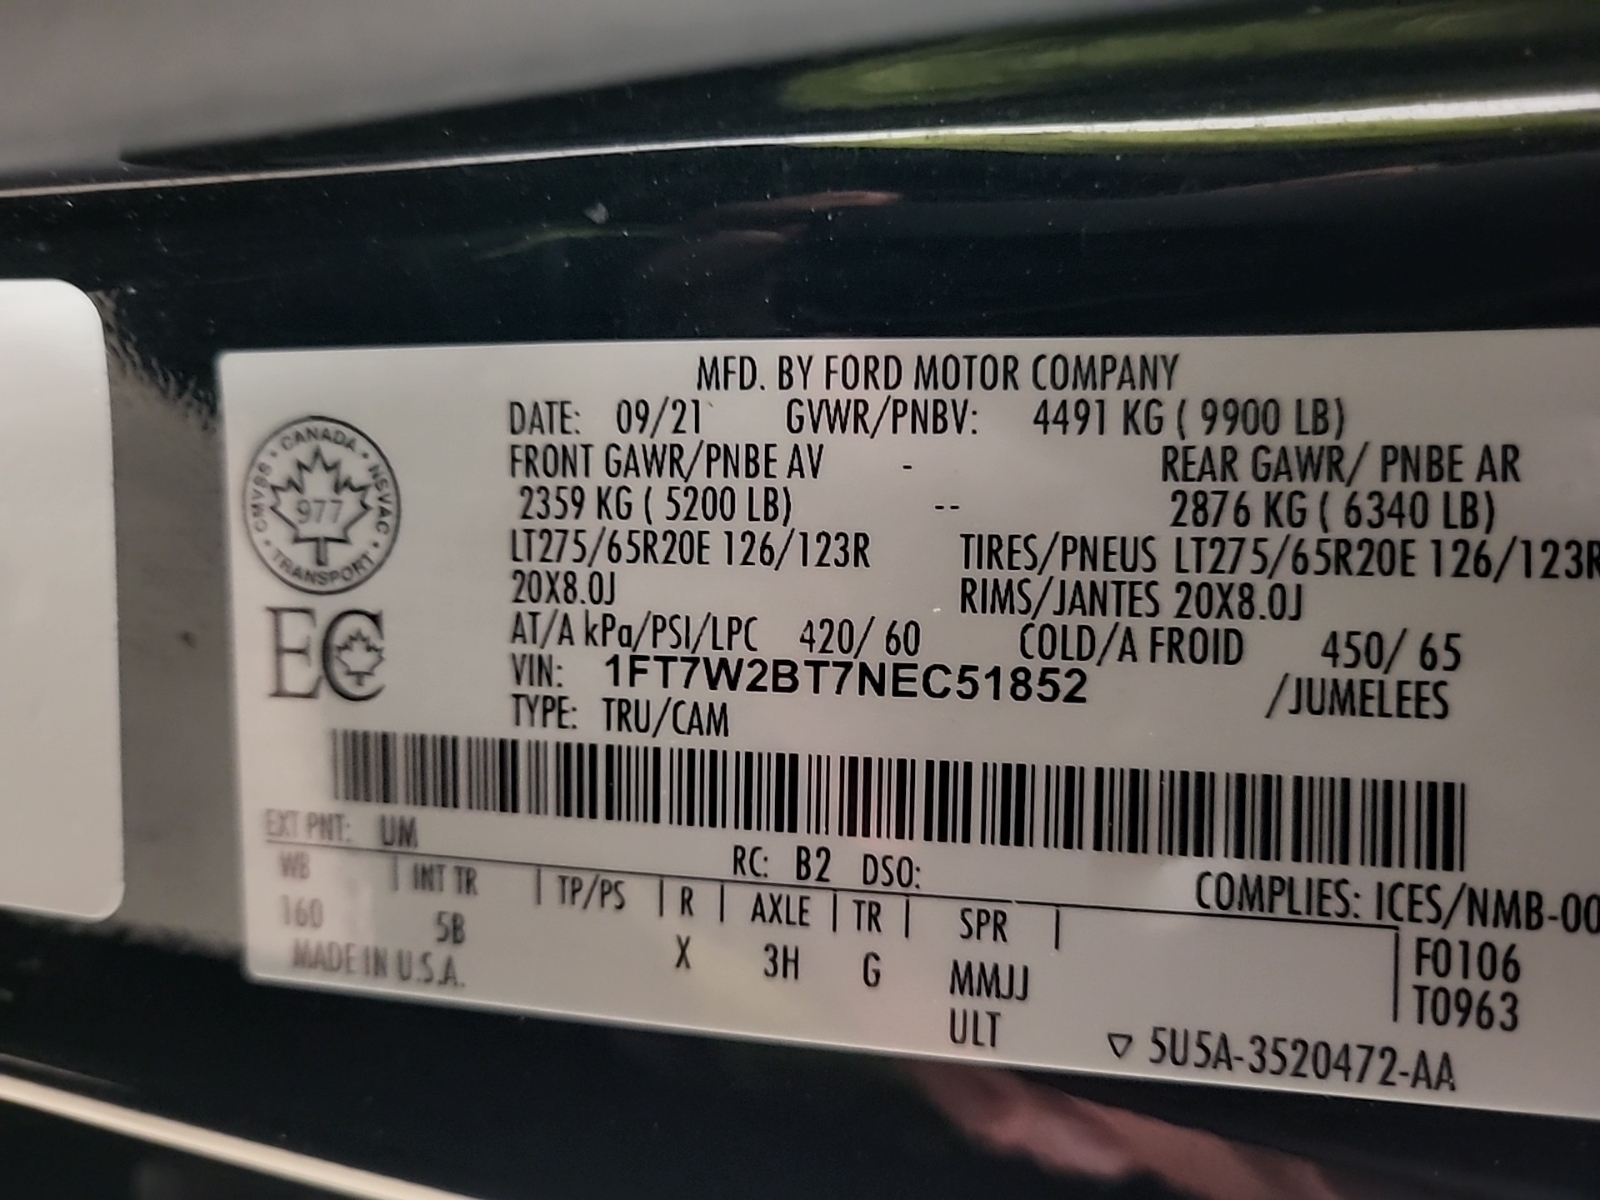 MFD. BY FORD MOTOR COMPANY
DATE: 09/21 GVWR/PNBV: 4491 KG ( 9900 LB)
FRONT GAWR/PNBE AV - REAR GAWR/ PNBE AR
2359 KG ( 5200 LB) -- 2876 KG ( 6340 LB)
LT275/65R20E 126/123R TIRES/PNEUS LT275/65R20E 126/123R
20X8.0J RIMS/JANTES 20X8.0J
AT/A kPa/PSI/LPC 420/ 60 COLD/A FROID 450/ 65
VIN: 1FT7W2BT7NEC51852 /JUMELEES
TYPE: TRU/CAM
CANADA · NSVAC · TRANSPORT · CMVSS
977
EC
EXT PNT: UM RC: B2 DSO:
COMPLIES: ICES/NMB-00
WB | INT TR | TP/PS | R | AXLE | TR | SPR |
160 5B X 3H G MMJJ
ULT
F0106
T0963
MADE IN U.S.A.
▽ 5U5A-3520472-AA